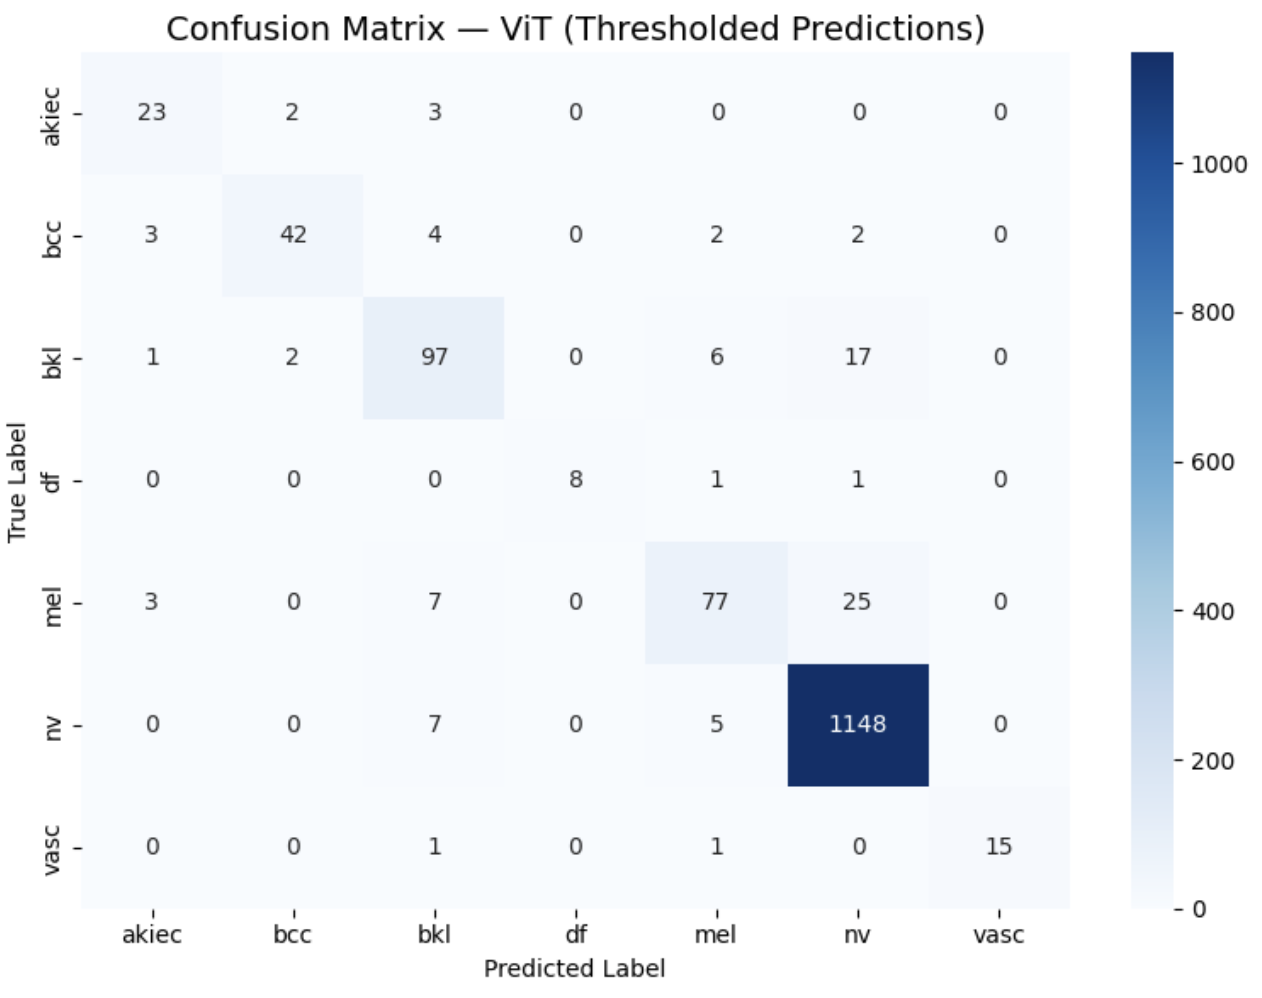 Confusion Matrix — ViT (Thresholded Predictions)
True Label
akiec 23 2 3 0 0 0 0
bcc 3 42 4 0 2 2 0
bkl 1 2 97 0 6 17 0
df 0 0 0 8 1 1 0
mel 3 0 7 0 77 25 0
nv 0 0 7 0 5 1148 0
vasc 0 0 1 0 1 0 15
akiec bcc bkl df mel nv vasc
Predicted Label
1000
800
600
400
200
0